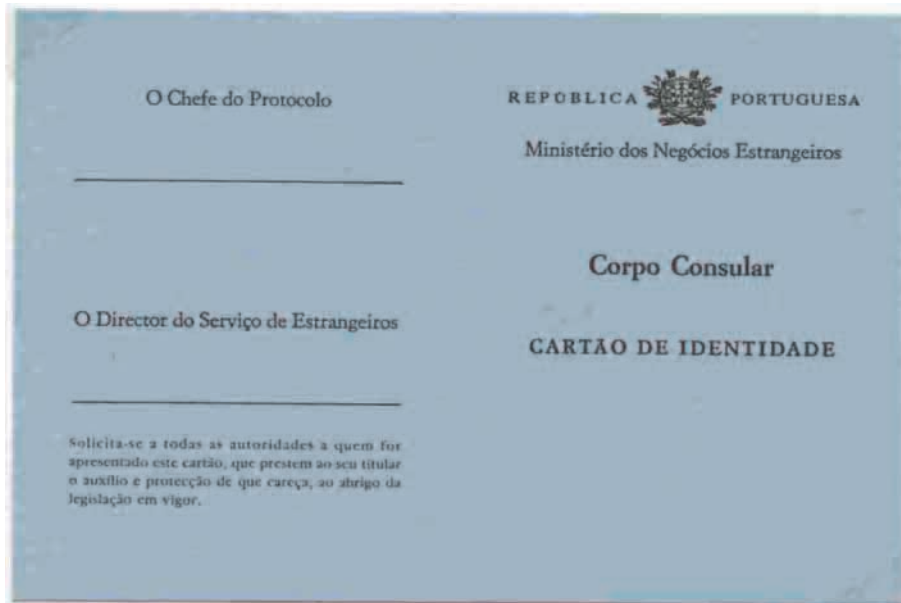 O Chefe do Protocolo
O Director do Serviço de Estrangeiros
Solicita-se a todas as autoridades a quem for
apresentado este cartão, que prestem ao seu titular
o auxílio e protecção de que careça, ao abrigo da
legislação em vigor.
REPÚBLICA PORTUGUESA
Ministério dos Negócios Estrangeiros
Corpo Consular
CARTÃO DE IDENTIDADE